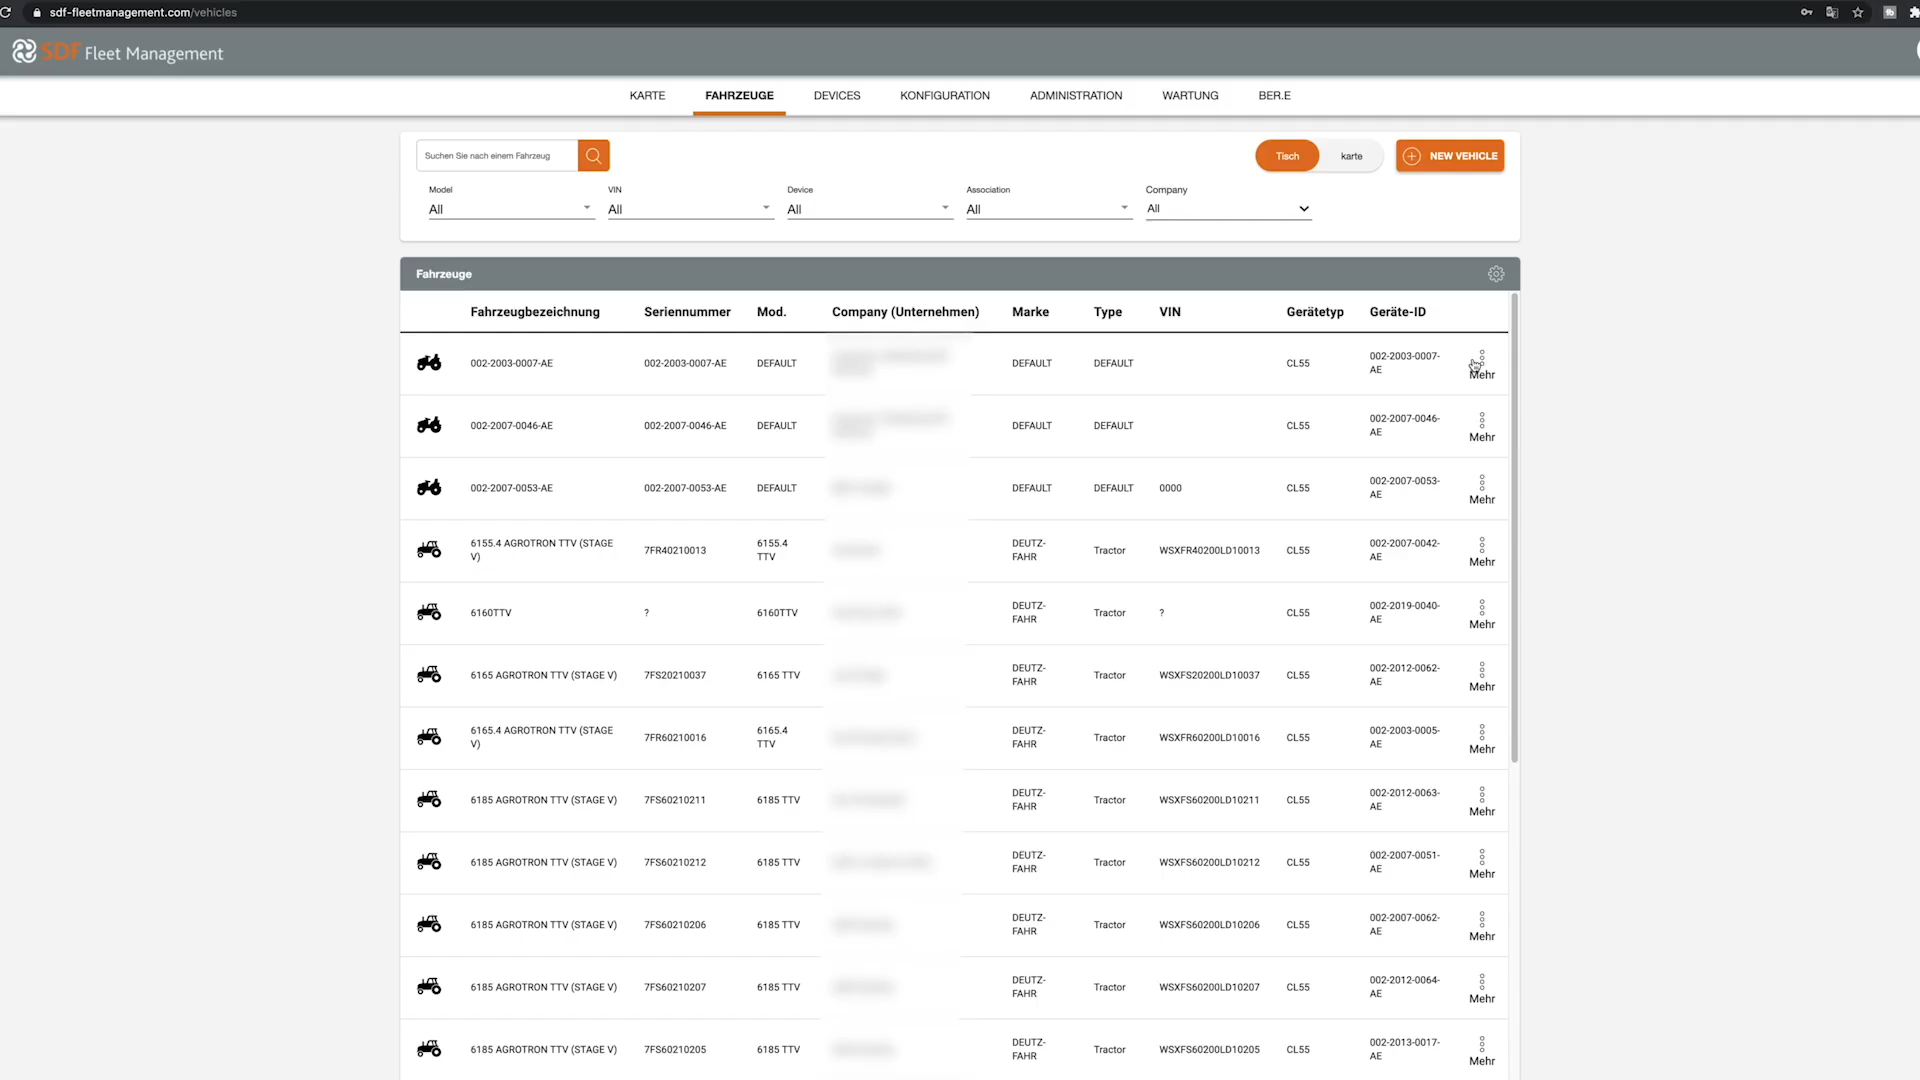 sdf-fleetmanagement.com/vehicles
SDF Fleet Management
KARTE FAHRZEUGE DEVICES KONFIGURATION ADMINISTRATION WARTUNG BER.E
Suchen Sie nach einem Fahrzeug
Tisch karte NEW VEHICLE
Model VIN Device Association Company
All All All All All
Fahrzeuge
Fahrzeugbezeichnung Seriennummer Mod. Company (Unternehmen) Marke Type VIN Gerätetyp Geräte-ID
002-2003-0007-AE 002-2003-0007-AE DEFAULT DEFAULT DEFAULT CL55 002-2003-0007-
AE Mehr
002-2007-0046-AE 002-2007-0046-AE DEFAULT DEFAULT DEFAULT CL55 002-2007-0046-
AE Mehr
002-2007-0053-AE 002-2007-0053-AE DEFAULT DEFAULT DEFAULT 0000 CL55 002-2007-0053-
AE Mehr
6155.4 AGROTRON TTV (STAGE 7FR40210013 6155.4 DEUTZ- Tractor WSXFR40200LD10013 CL55 002-2007-0042-
V) TTV FAHR AE Mehr
6160TTV ? 6160TTV DEUTZ- Tractor ? CL55 002-2019-0040-
FAHR AE Mehr
6165 AGROTRON TTV (STAGE V) 7FS20210037 6165 TTV DEUTZ- Tractor WSXFS20200LD10037 CL55 002-2012-0062-
FAHR AE Mehr
6165.4 AGROTRON TTV (STAGE 7FR60210016 6165.4 DEUTZ- Tractor WSXFR60200LD10016 CL55 002-2003-0005-
V) TTV FAHR AE Mehr
6185 AGROTRON TTV (STAGE V) 7FS60210211 6185 TTV DEUTZ- Tractor WSXFS60200LD10211 CL55 002-2012-0063-
FAHR AE Mehr
6185 AGROTRON TTV (STAGE V) 7FS60210212 6185 TTV DEUTZ- Tractor WSXFS60200LD10212 CL55 002-2007-0051-
FAHR AE Mehr
6185 AGROTRON TTV (STAGE V) 7FS60210206 6185 TTV DEUTZ- Tractor WSXFS60200LD10206 CL55 002-2007-0062-
FAHR AE Mehr
6185 AGROTRON TTV (STAGE V) 7FS60210207 6185 TTV DEUTZ- Tractor WSXFS60200LD10207 CL55 002-2012-0064-
FAHR AE Mehr
6185 AGROTRON TTV (STAGE V) 7FS60210205 6185 TTV DEUTZ- Tractor WSXFS60200LD10205 CL55 002-2013-0017-
FAHR AE Mehr